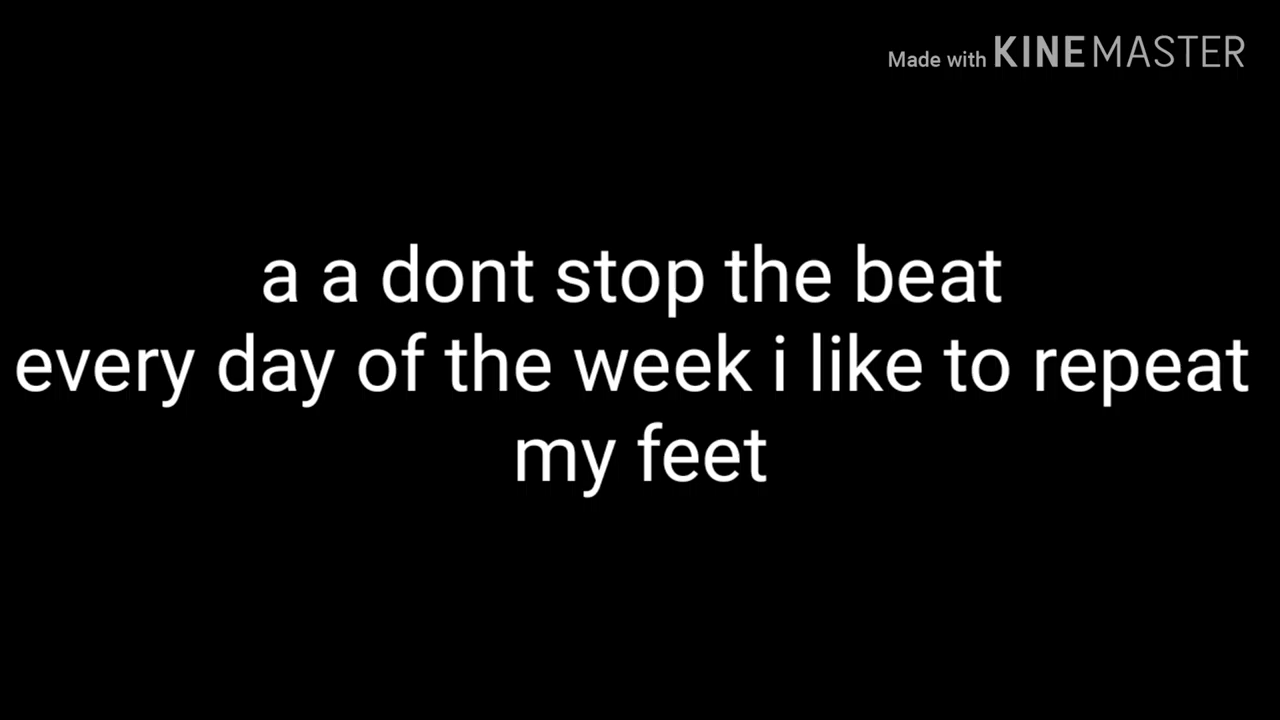 Made with KINEMASTER
a a dont stop the beat
every day of the week i like to repeat
my feet